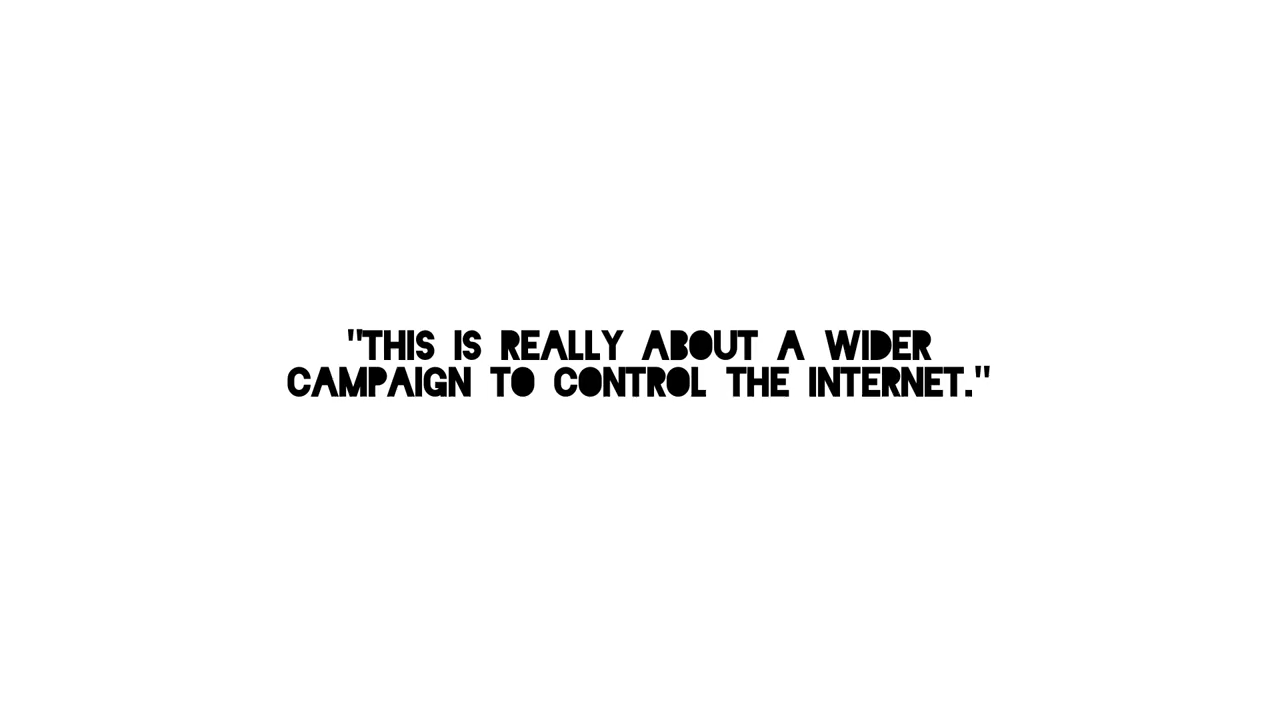 "THIS IS REALLY ABOUT A WIDER
CAMPAIGN TO CONTROL THE INTERNET."